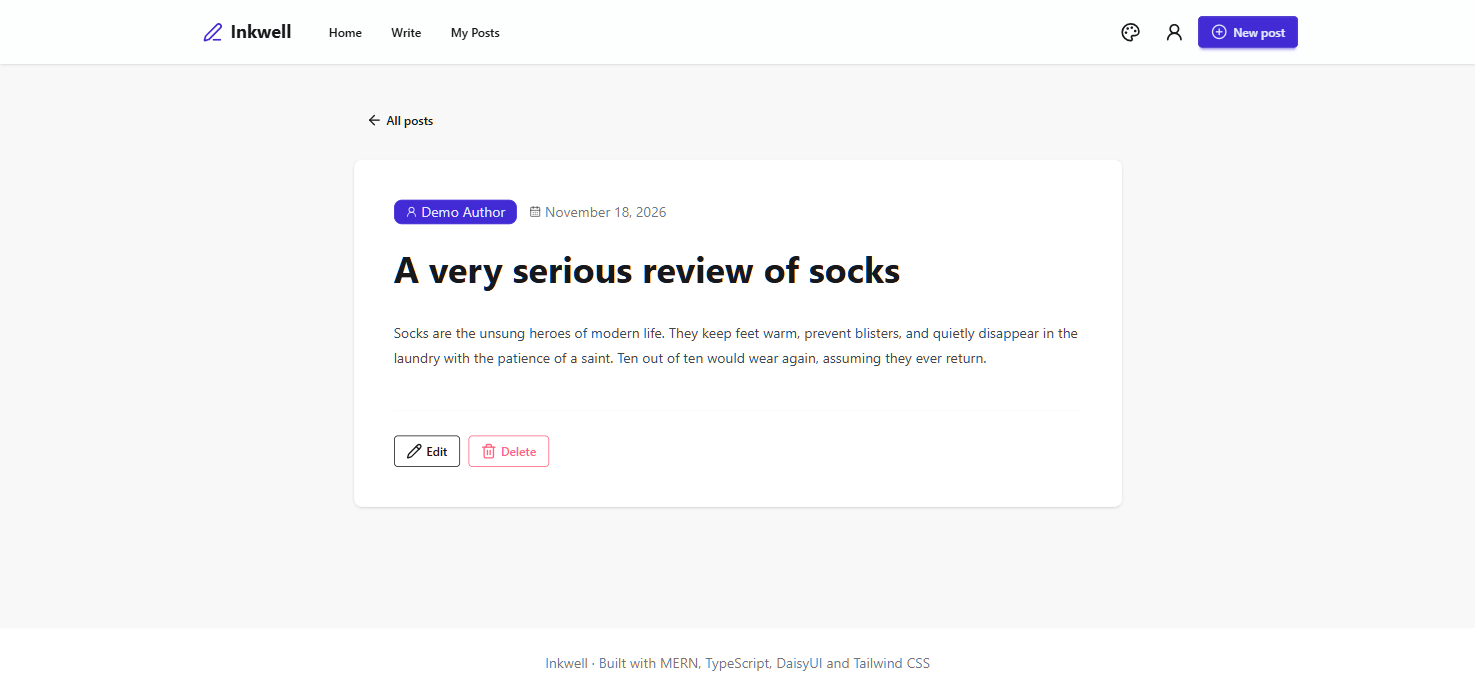 Inkwell
Home
Write
My Posts
New post
All posts
Demo Author
November 18, 2026
A very serious review of socks
Socks are the unsung heroes of modern life. They keep feet warm, prevent blisters, and quietly disappear in the
laundry with the patience of a saint. Ten out of ten would wear again, assuming they ever return.
Edit
Delete
Inkwell · Built with MERN, TypeScript, DaisyUI and Tailwind CSS